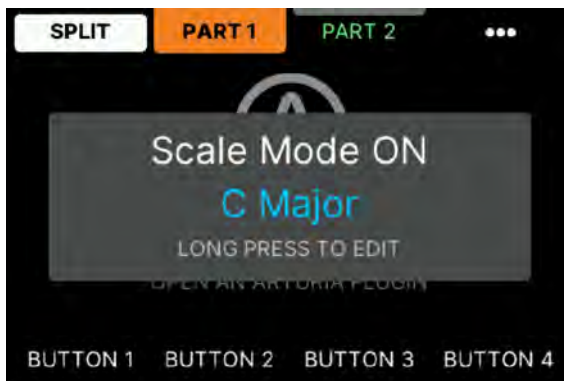 SPLIT PART 1 PART 2 •••
Scale Mode ON
C Major
LONG PRESS TO EDIT
OPEN AN ARTURIA PLUGIN
BUTTON 1 BUTTON 2 BUTTON 3 BUTTON 4